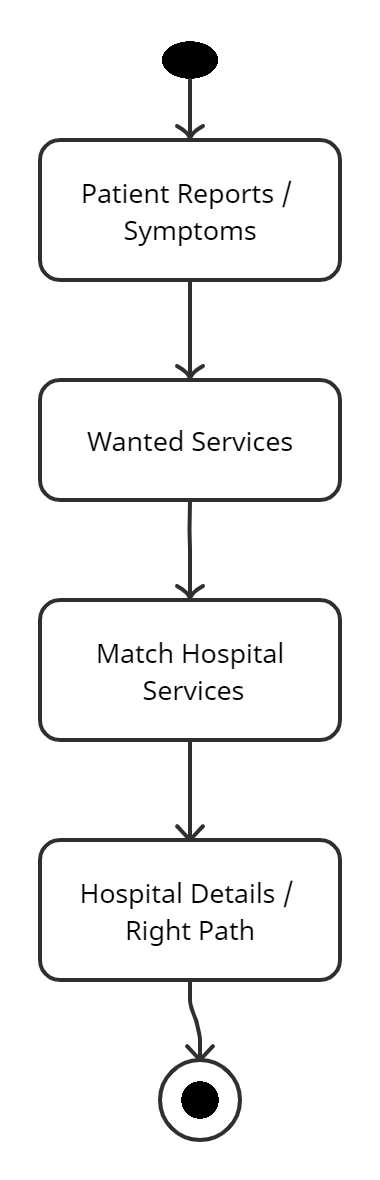 Patient Reports /
Symptoms
Wanted Services
Match Hospital
Services
Hospital Details /
Right Path